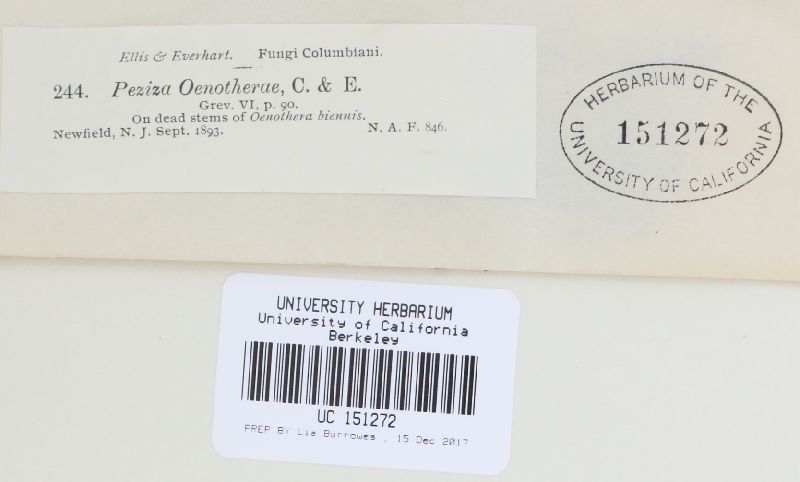 Ellis & Everhart. Fungi Columbiani.
244. Peziza Oenotherae, C. & E.
Grev. VI, p. 90.
On dead stems of Oenothera biennis.
Newfield, N. J. Sept. 1893. N. A. F. 846.
HERBARIUM OF THE
151272
UNIVERSITY OF CALIFORNIA
UNIVERSITY HERBARIUM
University of California
Berkeley
UC 151272
PREP BY Lia Burrowes , 15 Dec 2017